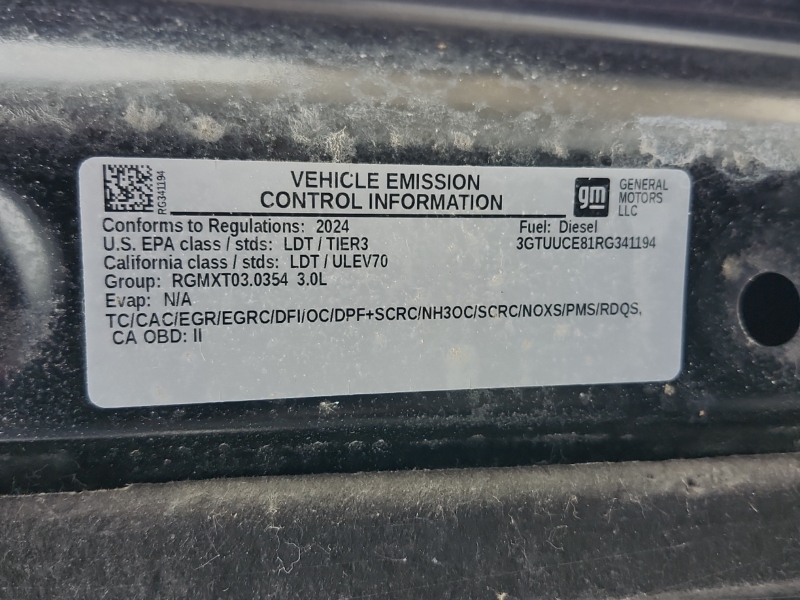 RG341194
VEHICLE EMISSION
CONTROL INFORMATION
gm
GENERAL
MOTORS
LLC
Conforms to Regulations: 2024
Fuel: Diesel
U.S. EPA class / stds: LDT / TIER3
3GTUUCE81RG341194
California class / stds: LDT / ULEV70
Group: RGMXT03.0354 3.0L
Evap: N/A
TC/CAC/EGR/EGRC/DFI/OC/DPF+SCRC/NH3OC/SCRC/NOXS/PMS/RDQS,
CA OBD: II